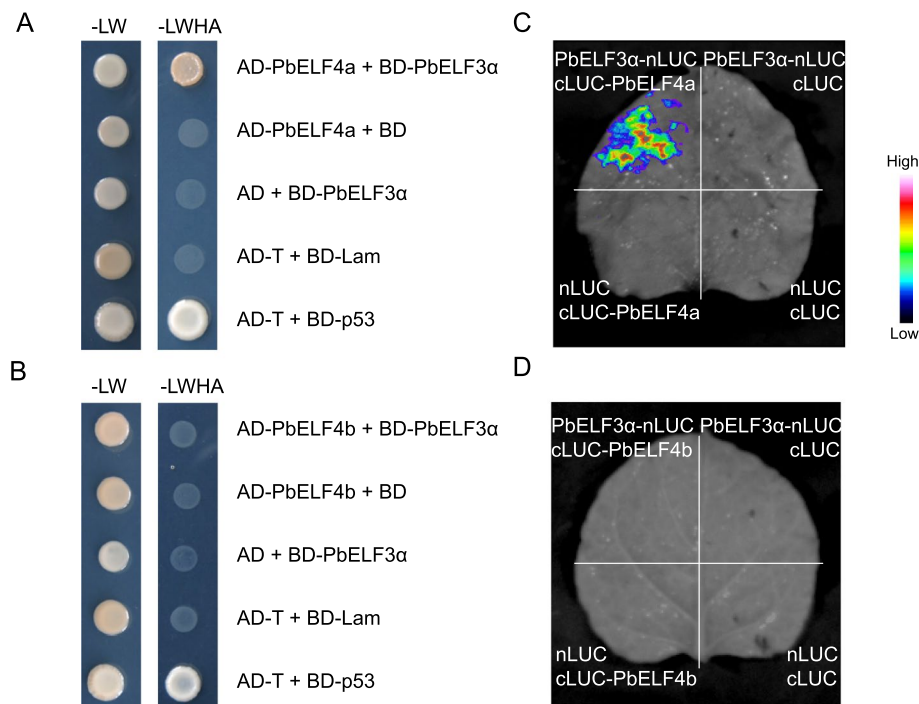 A
-LW -LWHA
AD-PbELF4a + BD-PbELF3α
AD-PbELF4a + BD
AD + BD-PbELF3α
AD-T + BD-Lam
AD-T + BD-p53
B
-LW -LWHA
AD-PbELF4b + BD-PbELF3α
AD-PbELF4b + BD
AD + BD-PbELF3α
AD-T + BD-Lam
AD-T + BD-p53
C
PbELF3α-nLUC PbELF3α-nLUC
cLUC-PbELF4a cLUC
nLUC nLUC
cLUC-PbELF4a cLUC
High
Low
D
PbELF3α-nLUC PbELF3α-nLUC
cLUC-PbELF4b cLUC
nLUC nLUC
cLUC-PbELF4b cLUC